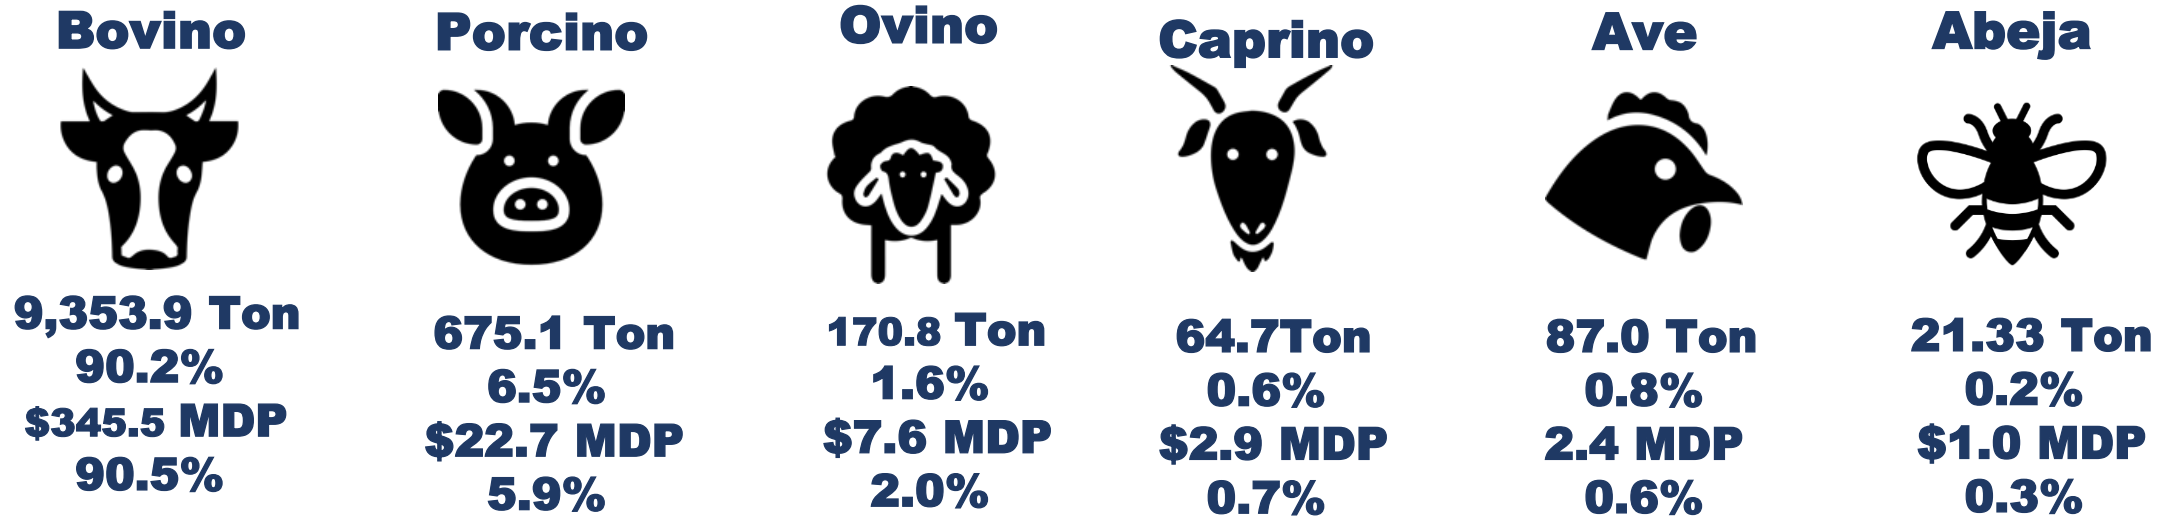 Bovino
9,353.9 Ton
90.2%
$345.5 MDP
90.5%
Porcino
675.1 Ton
6.5%
$22.7 MDP
5.9%
Ovino
170.8 Ton
1.6%
$7.6 MDP
2.0%
Caprino
64.7Ton
0.6%
$2.9 MDP
0.7%
Ave
87.0 Ton
0.8%
2.4 MDP
0.6%
Abeja
21.33 Ton
0.2%
$1.0 MDP
0.3%